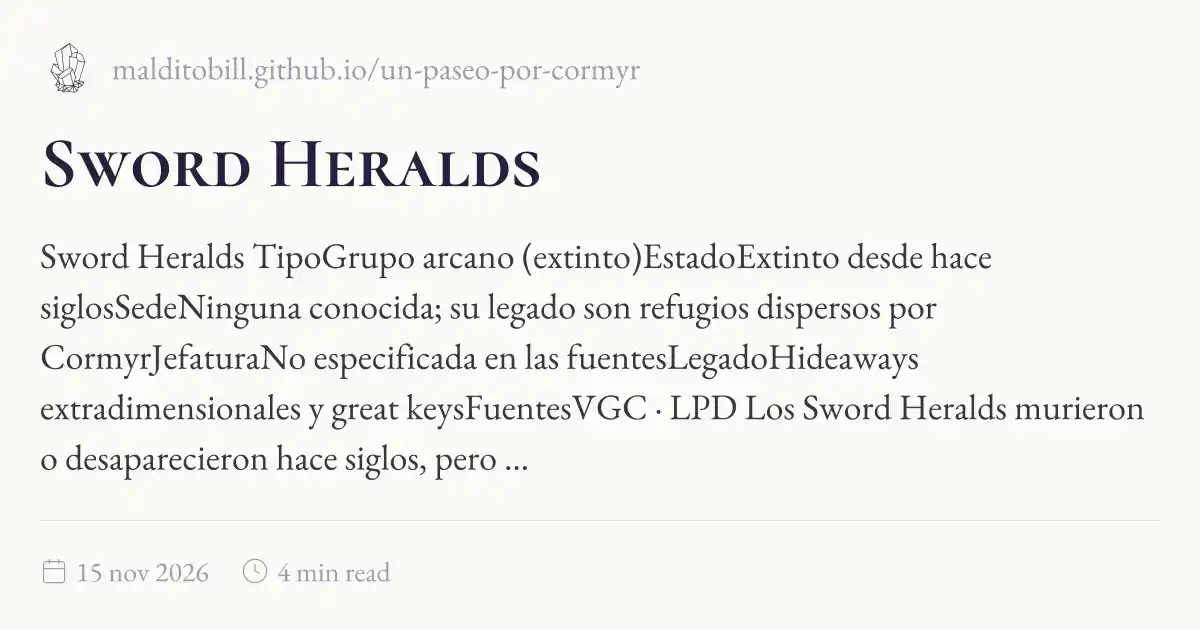 malditobill.github.io/un-paseo-por-cormyr
Sword Heralds
Sword Heralds TipoGrupo arcano (extinto)EstadoExtinto desde hace
siglosSedeNinguna conocida; su legado son refugios dispersos por
CormyrJefaturaNo especificada en las fuentesLegadoHideaways
extradimensionales y great keysFuentesVGC · LPD Los Sword Heralds murieron
o desaparecieron hace siglos, pero ...
15 nov 2026
4 min read